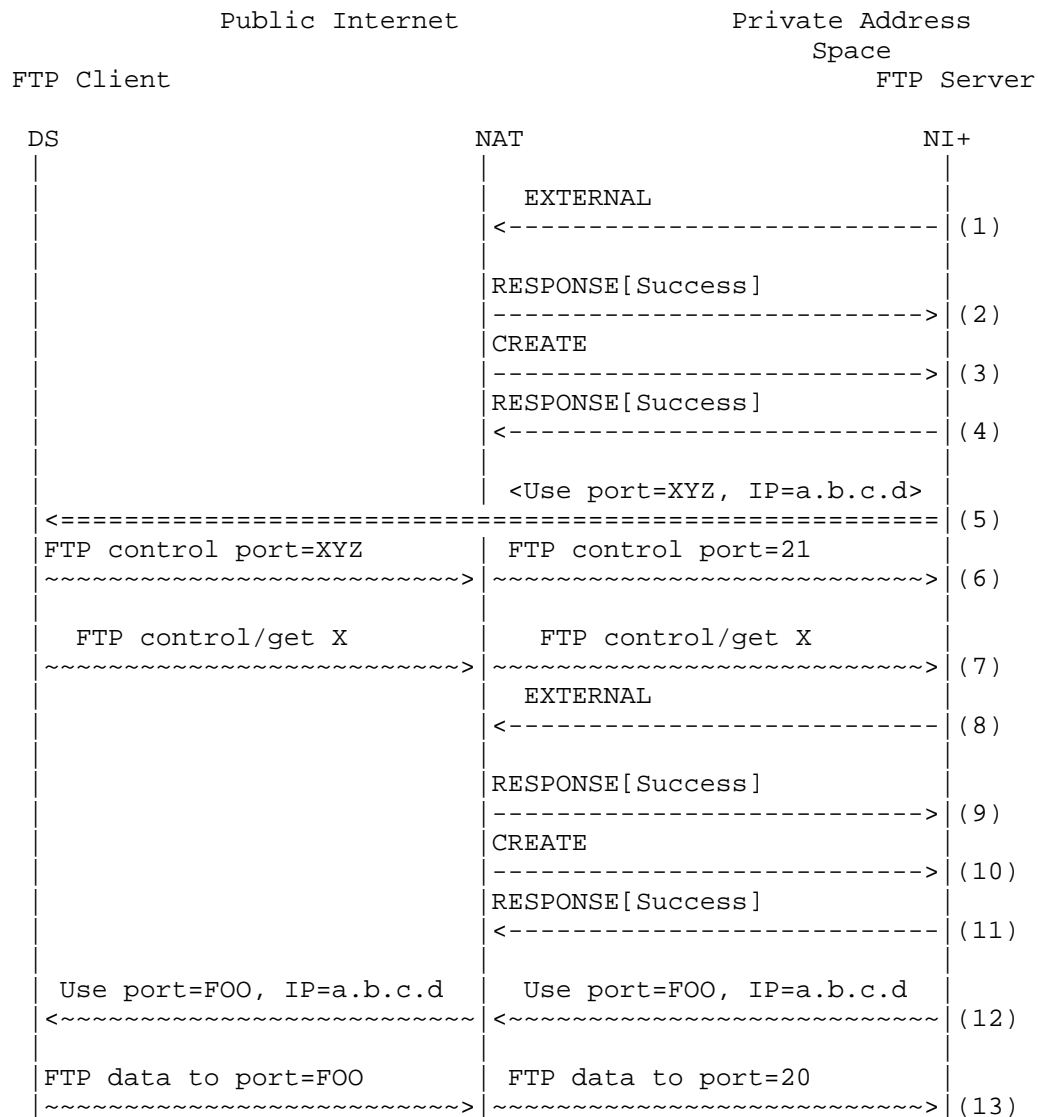 Public Internet                 Private Address
Space
FTP Client                                            FTP Server
DS                          NAT                         NI+
|  EXTERNAL                 |
|<---------------------------|(1)
|RESPONSE[Success]          |
|--------------------------->|(2)
|CREATE                     |
|--------------------------->|(3)
|RESPONSE[Success]          |
|<---------------------------|(4)
| <Use port=XYZ, IP=a.b.c.d> |
|<=======================================================|(5)
|FTP control port=XYZ       | FTP control port=21        |
|~~~~~~~~~~~~~~~~~~~~~~~~~~>|~~~~~~~~~~~~~~~~~~~~~~~~~~~>|(6)
|  FTP control/get X        |   FTP control/get X        |
|~~~~~~~~~~~~~~~~~~~~~~~~~~>|~~~~~~~~~~~~~~~~~~~~~~~~~~~>|(7)
|  EXTERNAL                 |
|<---------------------------|(8)
|RESPONSE[Success]          |
|--------------------------->|(9)
|CREATE                     |
|--------------------------->|(10)
|RESPONSE[Success]          |
|<---------------------------|(11)
| Use port=FOO, IP=a.b.c.d  |  Use port=FOO, IP=a.b.c.d  |
|<~~~~~~~~~~~~~~~~~~~~~~~~~~~|<~~~~~~~~~~~~~~~~~~~~~~~~~~~|(12)
|FTP data to port=FOO       | FTP data to port=20        |
|~~~~~~~~~~~~~~~~~~~~~~~~~~>|~~~~~~~~~~~~~~~~~~~~~~~~~~~>|(13)